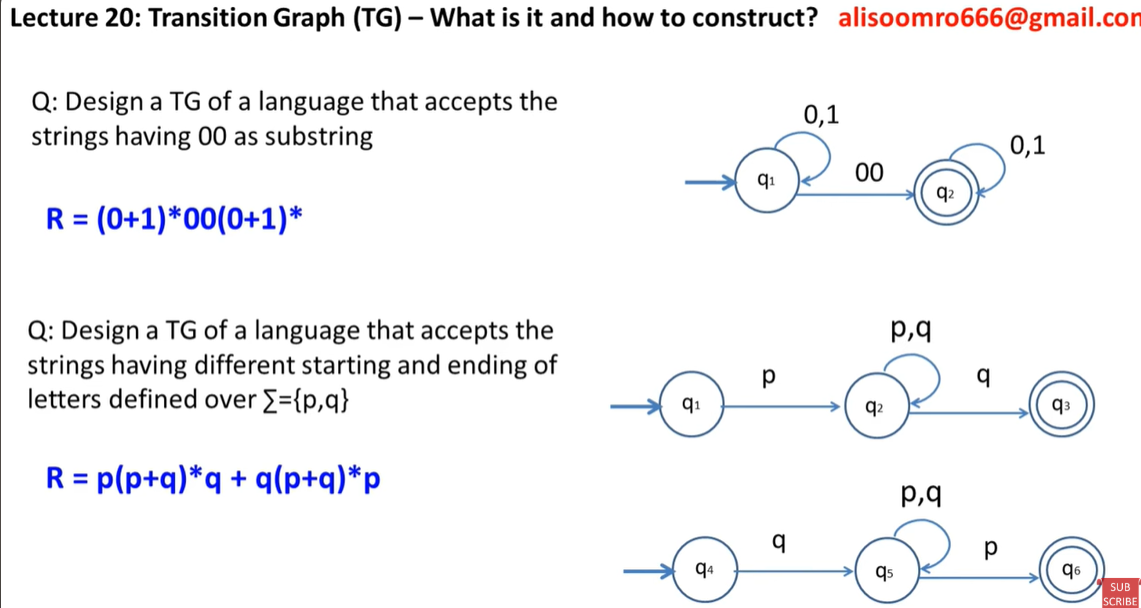 Lecture 20: Transition Graph (TG) – What is it and how to construct? alisoomro666@gmail.con
Q: Design a TG of a language that accepts the
strings having 00 as substring
R = (0+1)*00(0+1)*
0,1
00
0,1
q1
q2
Q: Design a TG of a language that accepts the
strings having different starting and ending of
letters defined over ∑={p,q}
R = p(p+q)*q + q(p+q)*p
p,q
p
q
q1
q2
q3
p,q
q
p
q4
q5
q6
SUB
SCRIBE